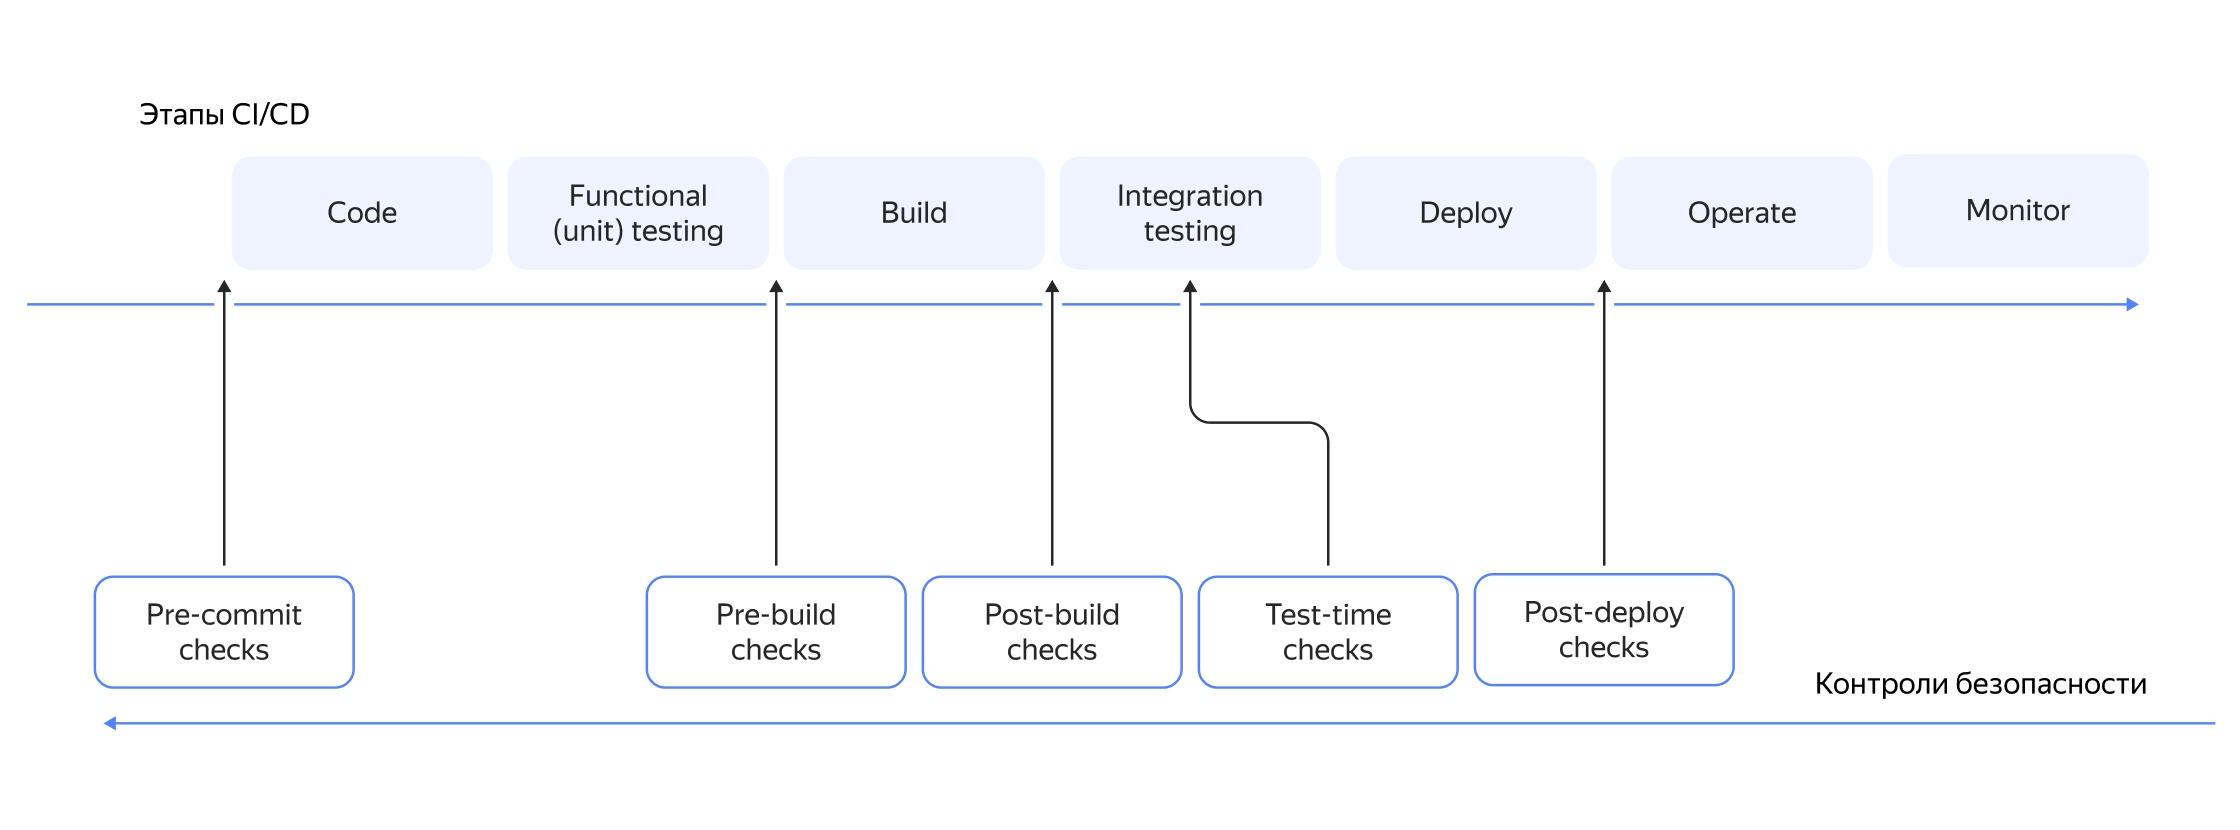 Этапы CI/CD
Code
Functional
(unit) testing
Build
Integration
testing
Deploy
Operate
Monitor
Pre-commit
checks
Pre-build
checks
Post-build
checks
Test-time
checks
Post-deploy
checks
Контроли безопасности